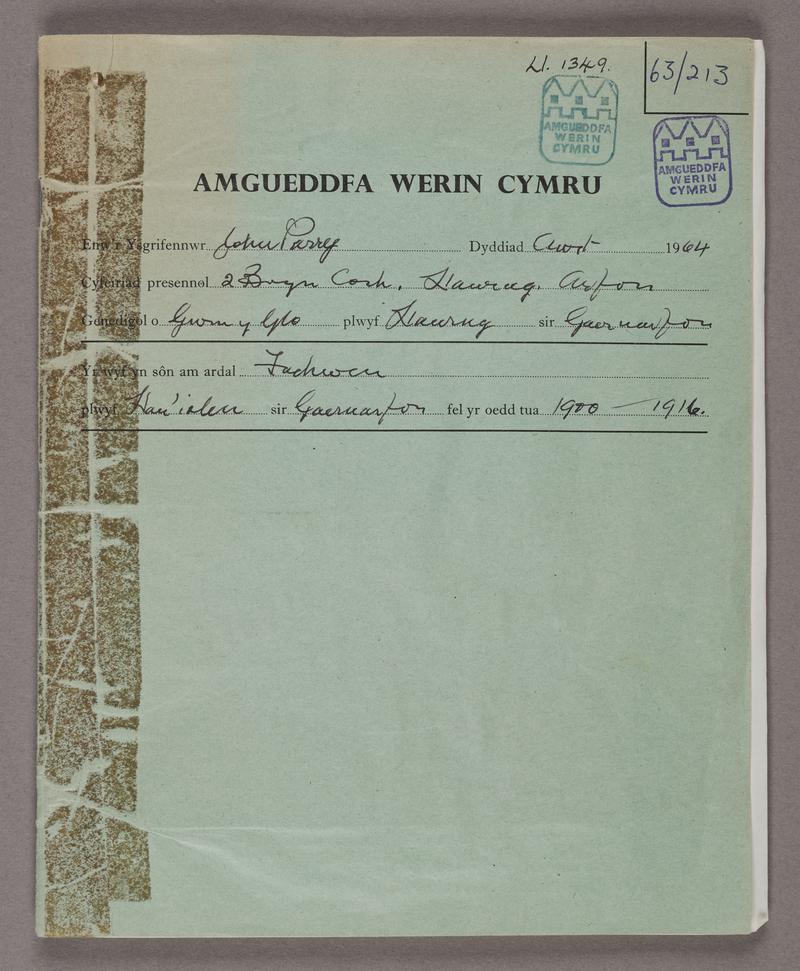 Ll. 1349.
63/213
AMGUEDDFA
WERIN
CYMRU
AMGUEDDFA
WERIN
CYMRU
AMGUEDDFA WERIN CYMRU
Enw'r Ysgrifennwr John Parry Dyddiad Awst 1964
Cyfeiriad presennol 2 Bryn Coch, Llanrug, Arfon
Genedigol o Gwm y Glo plwyf Llanrug sir Gaernarfon
Yr wyf yn sôn am ardal Fachwen
plwyf Llan'iolen sir Gaernarfon fel yr oedd tua 1900 — 1916.